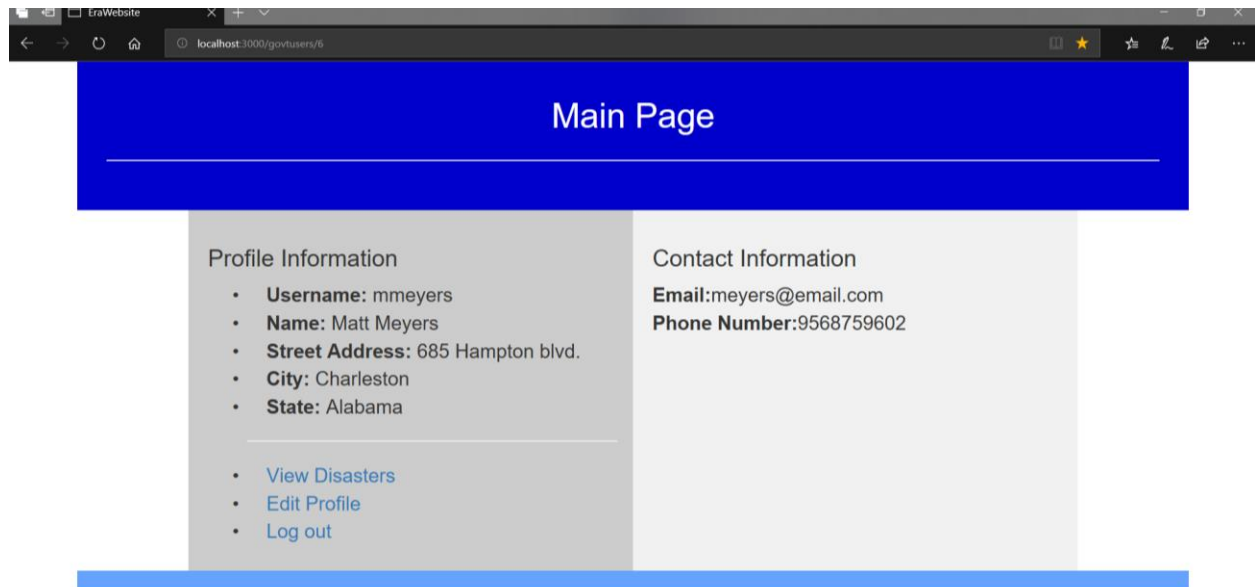 EraWebsite
localhost:3000/govtusers/6
Main Page
Profile Information
• Username: mmeyers
• Name: Matt Meyers
• Street Address: 685 Hampton blvd.
• City: Charleston
• State: Alabama
• View Disasters
• Edit Profile
• Log out
Contact Information
Email:meyers@email.com
Phone Number:9568759602